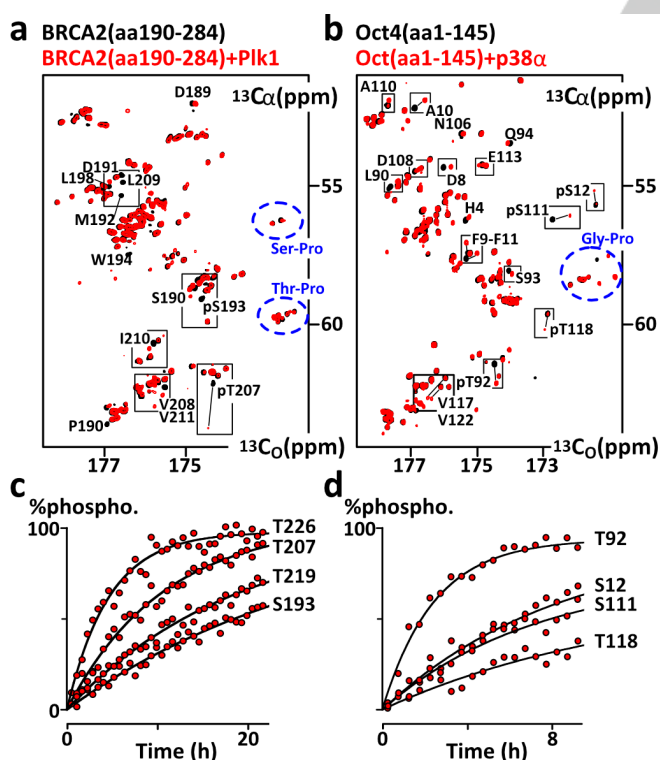 a BRCA2(aa190-284)
BRCA2(aa190-284)+Plk1
D189
13Cα(ppm)
D191
L198
L209
M192
W194
55
Ser-Pro
Thr-Pro
S190
pS193
60
I210
pT207
V208
V211
P190
13CO(ppm)
177
175
b Oct4(aa1-145)
Oct(aa1-145)+p38α
A110
A10
N106
Q94
13Cα(ppm)
D108
E113
L90
D8
pS12
55
H4
pS111
F9-F11
Gly-Pro
S93
60
pT118
pT92
V117
V122
13CO(ppm)
177
175
173
c
%phospho.
100
T226
T207
T219
S193
0
0
10
20
Time (h)
d
%phospho.
100
T92
S12
S111
T118
0
0
8
Time (h)